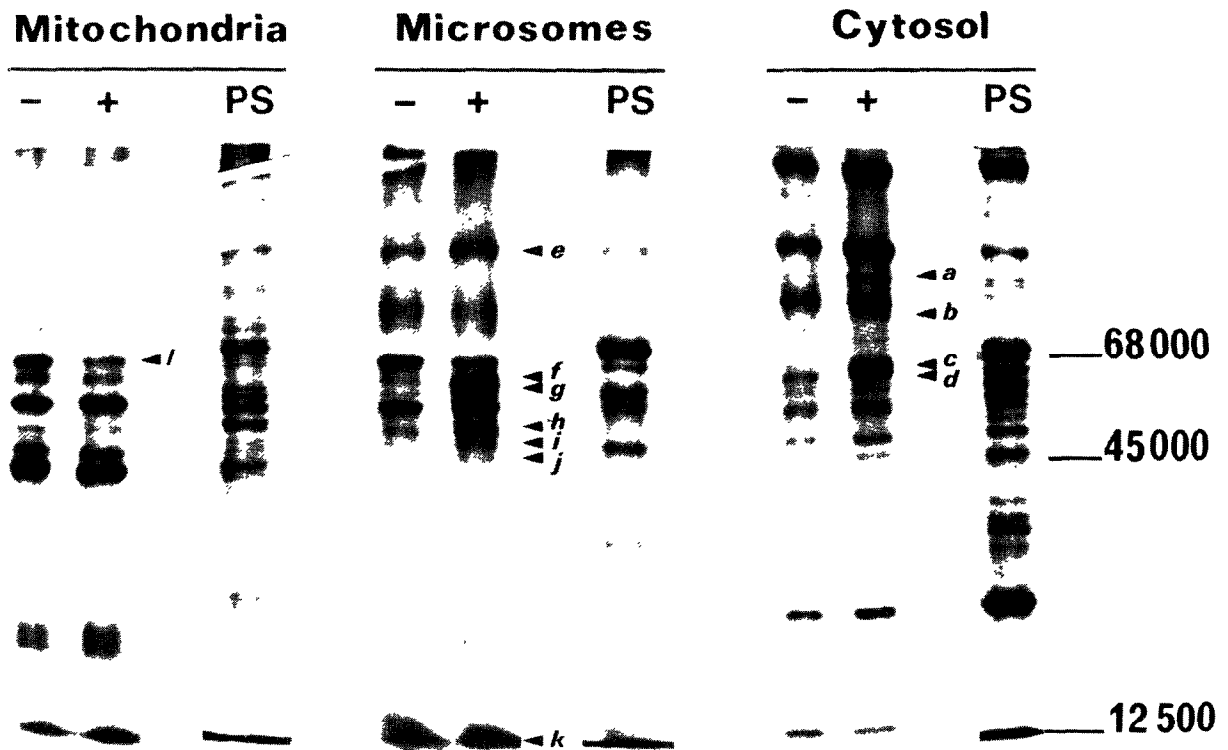 Mitochondria Microsomes Cytosol
– + PS – + PS – + PS
e
a
b
l
68 000
c
f
d
g
h
i
45 000
j
12 500
k